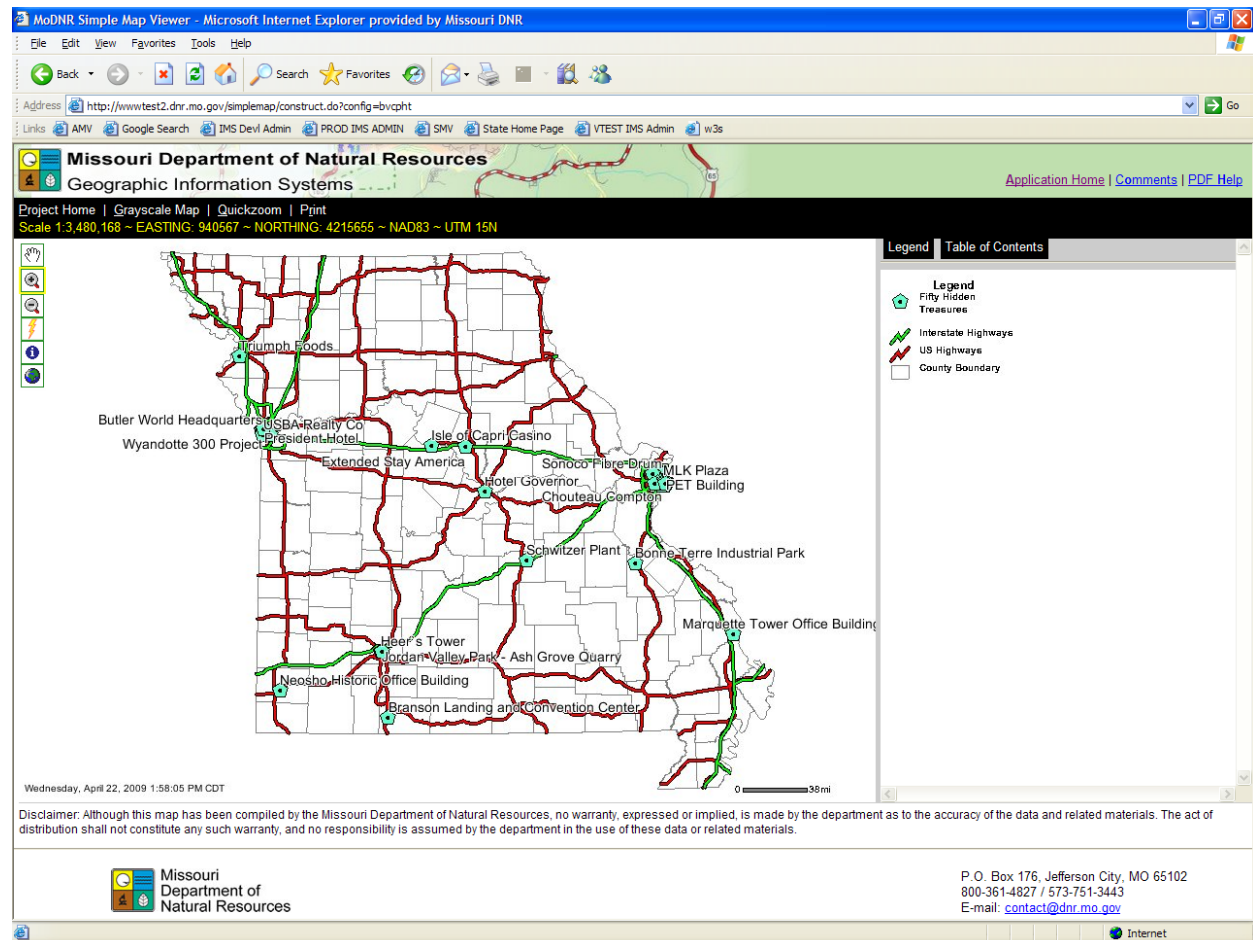 MoDNR Simple Map Viewer - Microsoft Internet Explorer provided by Missouri DNR
File Edit View Favorites Tools Help
Back Search Favorites
Address http://wwwtest2.dnr.mo.gov/simplemap/construct.do?config=bvcpht Go
Links AMV Google Search IMS Devl Admin PROD IMS ADMIN SMV State Home Page VTEST IMS Admin w3s
Missouri Department of Natural Resources
Geographic Information Systems
65
Application Home | Comments | PDF Help
Project Home | Grayscale Map | Quickzoom | Print
Scale 1:3,480,168 ~ EASTING: 940567 ~ NORTHING: 4215655 ~ NAD83 ~ UTM 15N
Legend Table of Contents
Legend
Fifty Hidden
Treasures
Interstate Highways
US Highways
County Boundary
Triumph Foods
Butler World Headquarters
USBA Realty Co
President Hotel
Wyandotte 300 Project
Isle of Capri Casino
Extended Stay America
Sonoco Fibre Drum
MLK Plaza
Hotel Governor
PET Building
Chouteau Compton
Schwitzer Plant
Bonne Terre Industrial Park
Marquette Tower Office Building
Heer's Tower
Jordan Valley Park - Ash Grove Quarry
Neosho Historic Office Building
Branson Landing and Convention Center
Wednesday, April 22, 2009 1:58:05 PM CDT
0 38mi
Disclaimer: Although this map has been compiled by the Missouri Department of Natural Resources, no warranty, expressed or implied, is made by the department as to the accuracy of the data and related materials. The act of
distribution shall not constitute any such warranty, and no responsibility is assumed by the department in the use of these data or related materials.
Missouri
Department of
Natural Resources
P.O. Box 176, Jefferson City, MO 65102
800-361-4827 / 573-751-3443
E-mail: contact@dnr.mo.gov
Internet